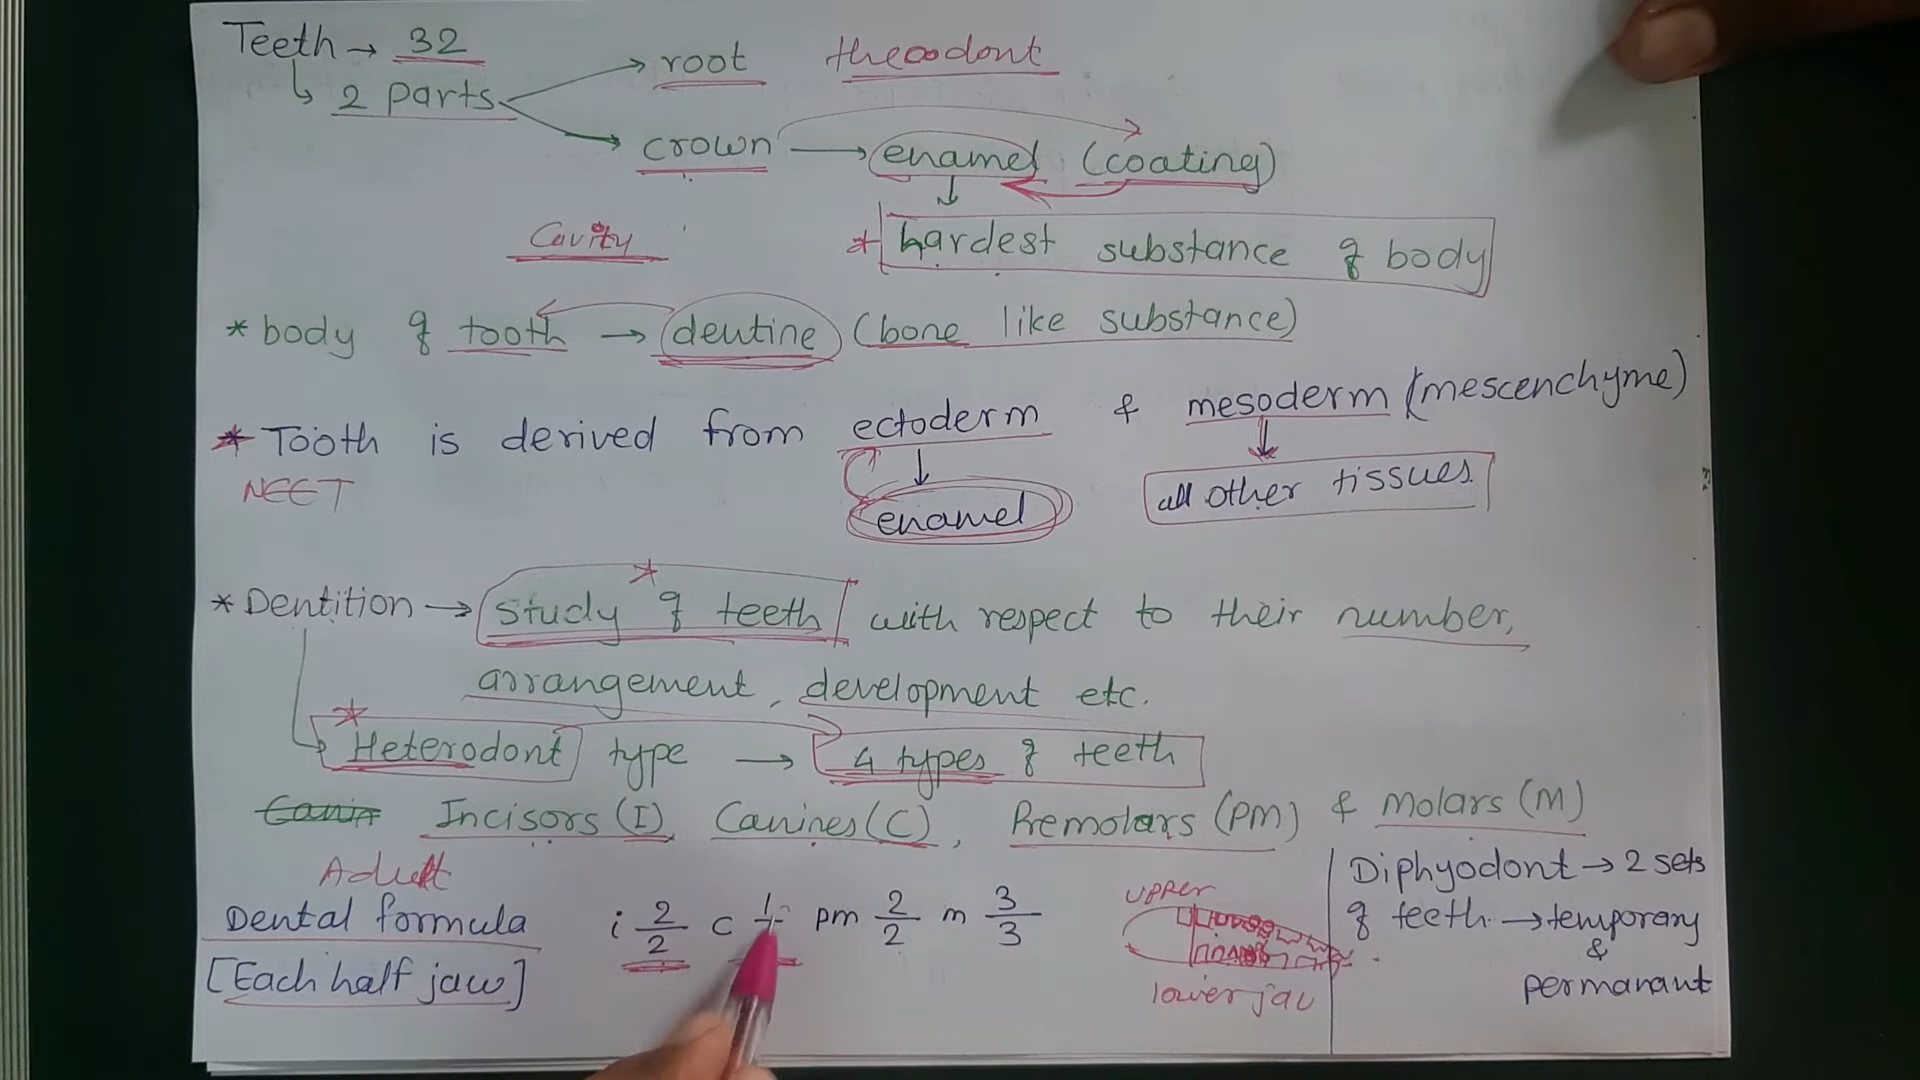 Teeth → 32
↳ 2 parts → root thecodont
→ crown → enamel (coating)
↓
Cavity * hardest substance of body
* body of tooth → dentine (bone like substance)
* Tooth is derived from ectoderm & mesoderm (mescenchyme)
NEET ↓ enamel ↓ all other tissues
* Dentition → study of teeth with respect to their number,
arrangement, development etc.
Heterodont type → 4 types of teeth
Incisors (I) Canines (C), Premolars (PM) & Molars (M)
Adult
Dental formula i 2/2 c 1/1 pm 2/2 m 3/3
[Each half jaw]
upper
lower jaw
Diphyodont → 2 sets
of teeth → temporary
&
permanant